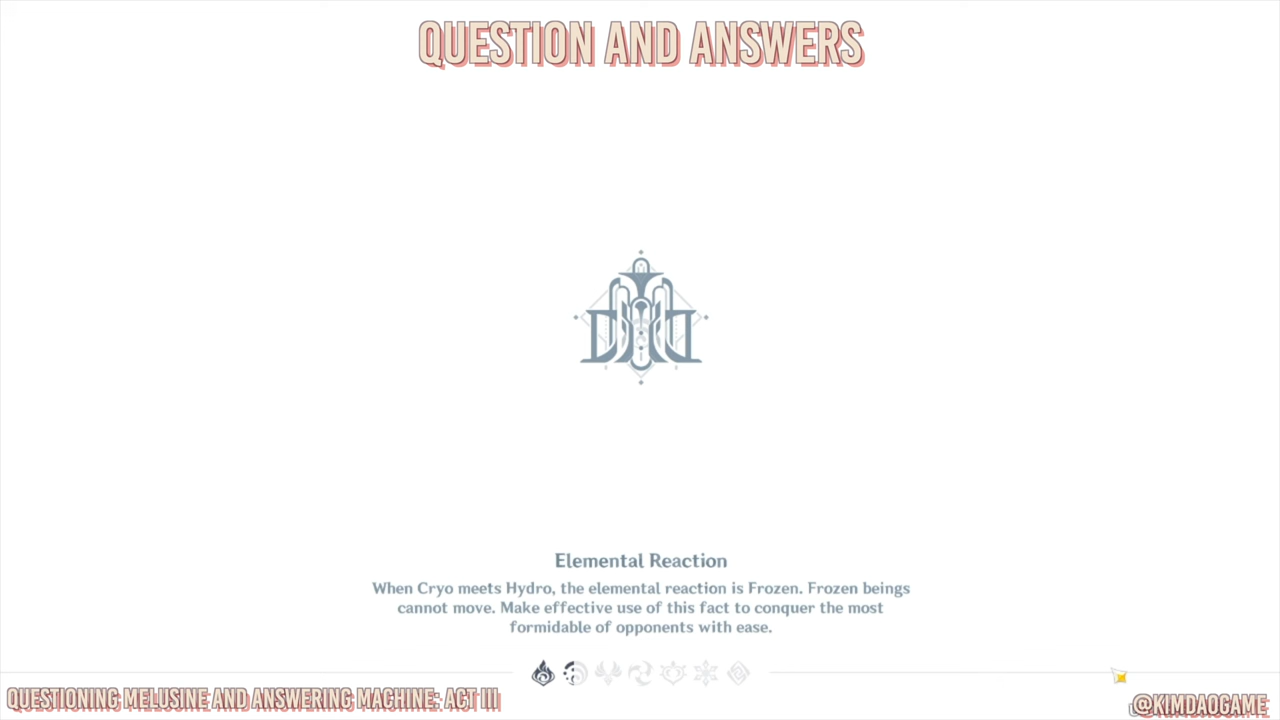 QUESTION AND ANSWERS
Elemental Reaction
When Cryo meets Hydro, the elemental reaction is Frozen. Frozen beings
cannot move. Make effective use of this fact to conquer the most
formidable of opponents with ease.
QUESTIONING MELUSINE AND ANSWERING MACHINE: ACT III
@KIMDAOGAME